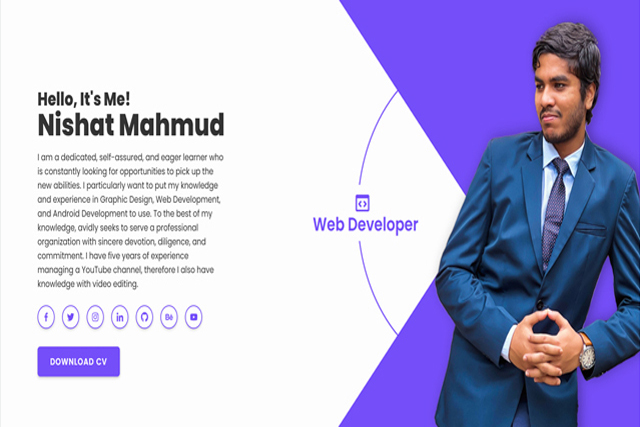 Hello, It's Me!
Nishat Mahmud
I am a dedicated, self-assured, and eager learner who
is constantly looking for opportunities to pick up the
new abilities. I particularly want to put my knowledge
and experience in Graphic Design, Web Development,
and Android Development to use. To the best of my
knowledge, avidly seeks to serve a professional
organization with sincere devotion, diligence, and
commitment. I have five years of experience
managing a YouTube channel, therefore I also have
knowledge with video editing.
Bē
DOWNLOAD CV
Web Developer